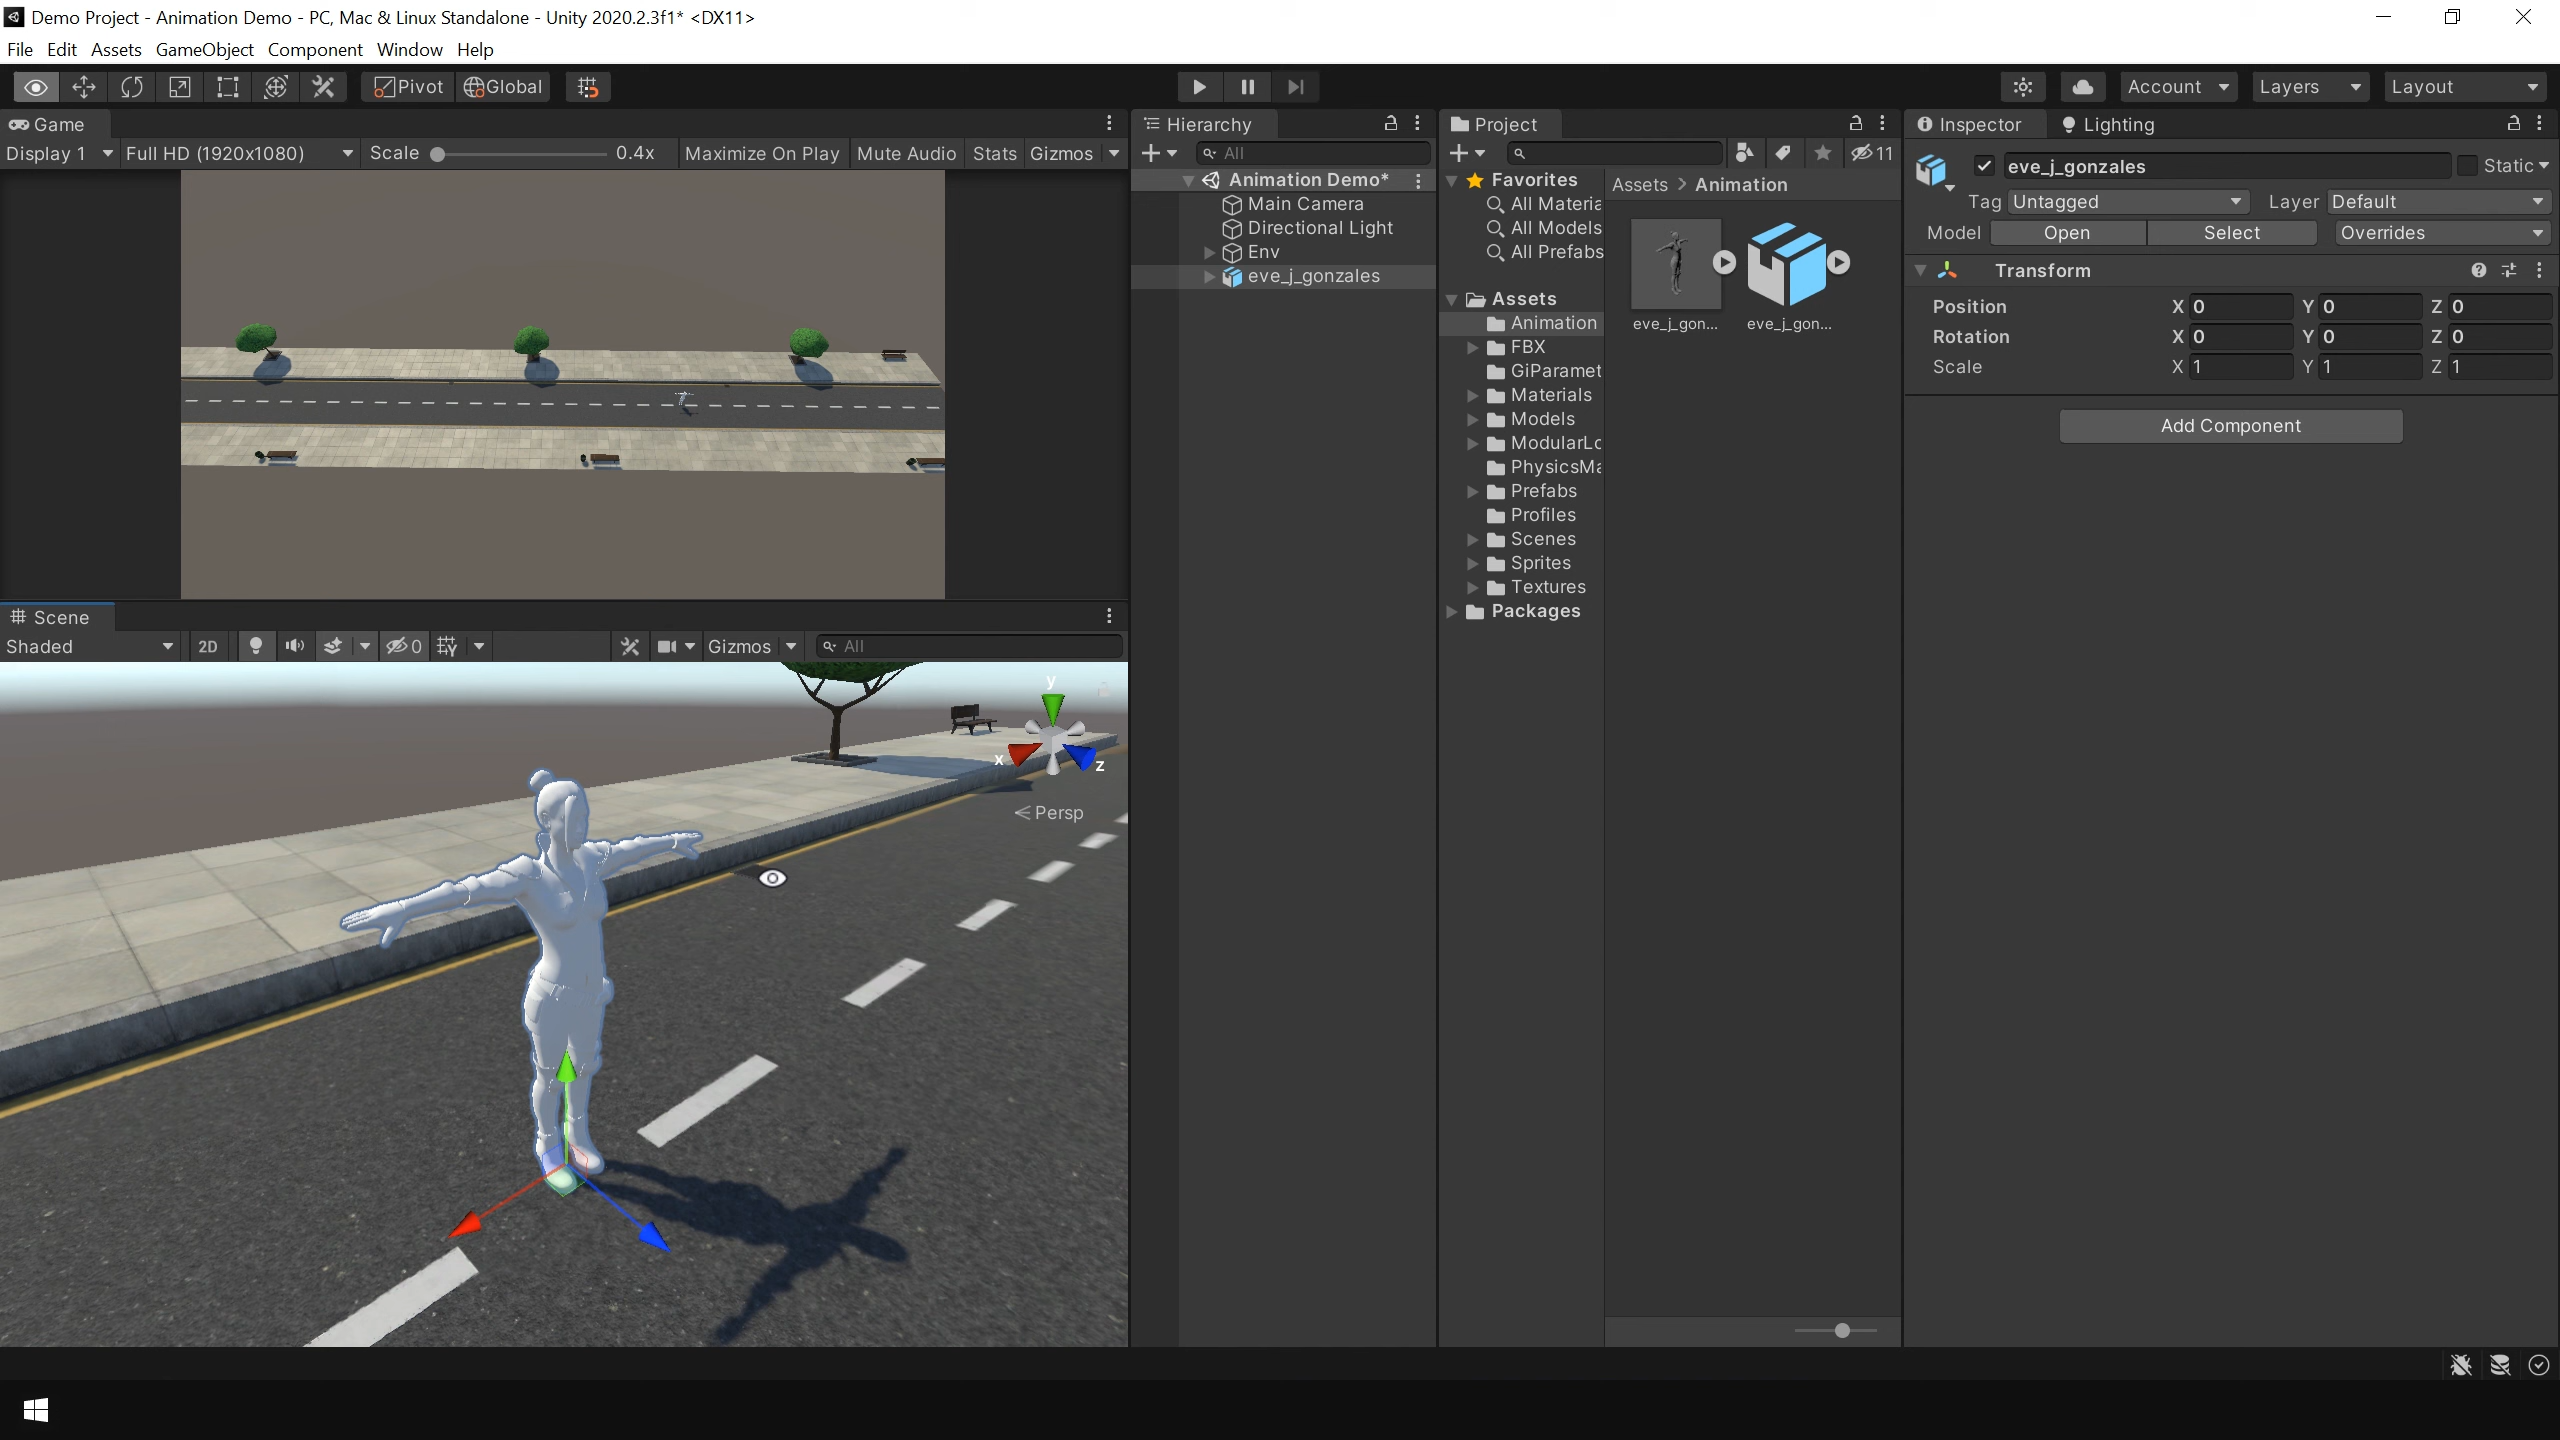 Demo Project - Animation Demo - PC, Mac & Linux Standalone - Unity 2020.2.3f1* <DX11>
File Edit Assets GameObject Component Window Help
Pivot Global
Account Layers Layout
Game
Display 1 Full HD (1920x1080) Scale 0.4x Maximize On Play Mute Audio Stats Gizmos
Scene
Shaded 2D 0 Gizmos All
y
x
z
Persp
Hierarchy
All
Animation Demo*
Main Camera
Directional Light
Env
eve_j_gonzales
Project
11
Favorites
All Materia
All Models
All Prefabs
Assets
Animation
FBX
GiParamet
Materials
Models
ModularLo
PhysicsMa
Prefabs
Profiles
Scenes
Sprites
Textures
Packages
Assets > Animation
eve_j_gon... eve_j_gon...
Inspector Lighting
eve_j_gonzales Static
Tag Untagged Layer Default
Model Open Select Overrides
Transform
Position X 0 Y 0 Z 0
Rotation X 0 Y 0 Z 0
Scale X 1 Y 1 Z 1
Add Component